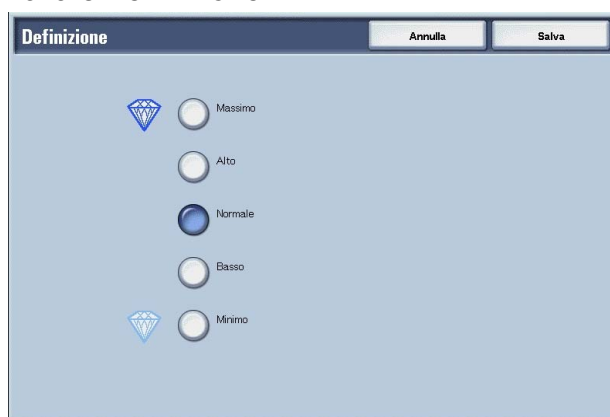 Definizione
Annulla
Salva
Massimo
Alto
Normale
Basso
Minimo